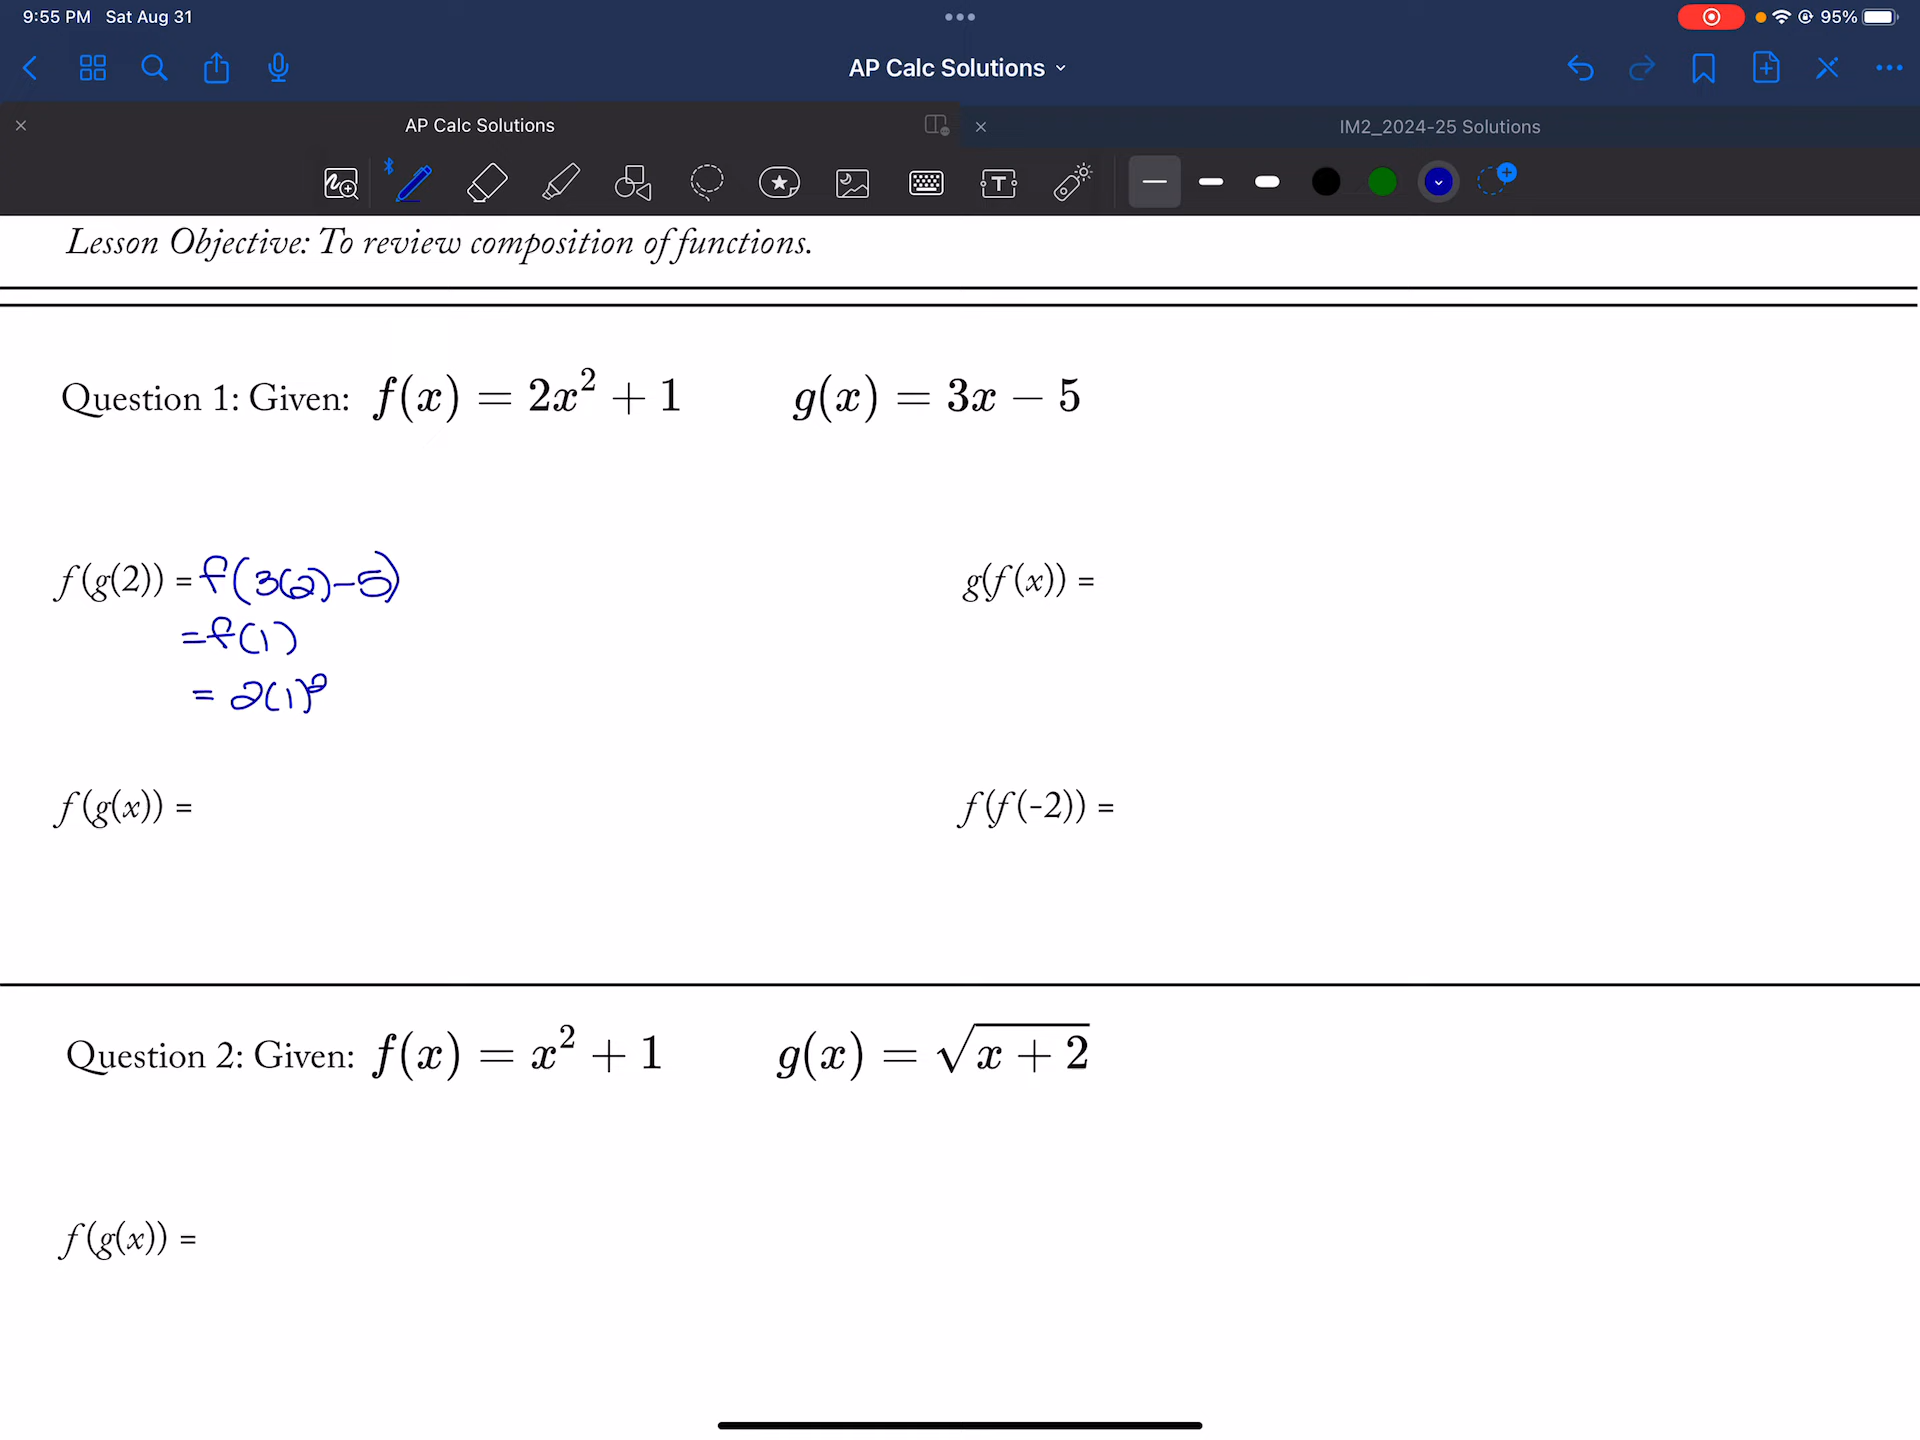 9:55 PM Sat Aug 31
95%
AP Calc Solutions
AP Calc Solutions
IM2_2024-25 Solutions
Lesson Objective: To review composition of functions.
Question 1: Given: f(x) = 2x² + 1 g(x) = 3x − 5
f(g(2)) = f(3(2)−5)
g(f(x)) =
=f(1)
= 2(1)²
f(g(x)) =
f(f(-2)) =
Question 2: Given: f(x) = x² + 1 g(x) = √(x + 2)
f(g(x)) =